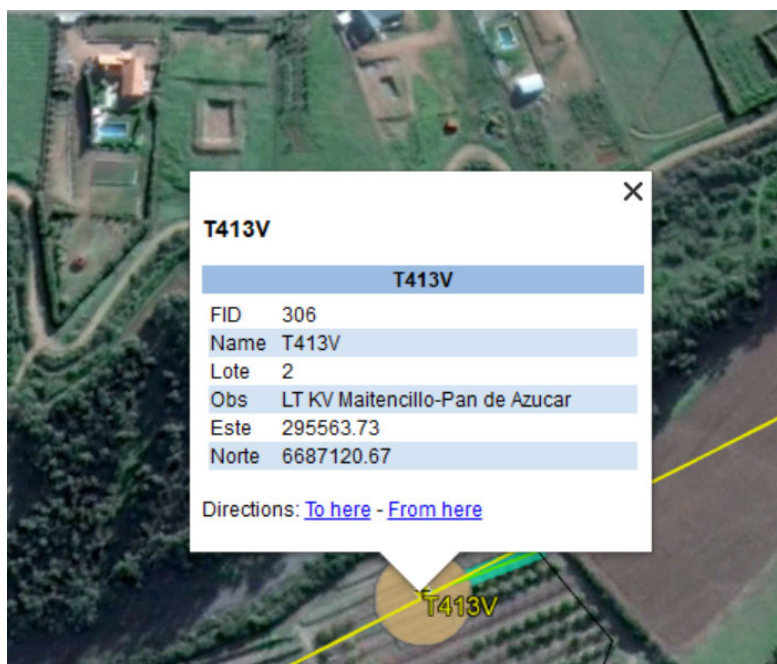 T413V
T413V
FID 306
Name T413V
Lote 2
Obs LT KV Maitencillo-Pan de Azucar
Este 295563.73
Norte 6687120.67
Directions: To here - From here
T413V